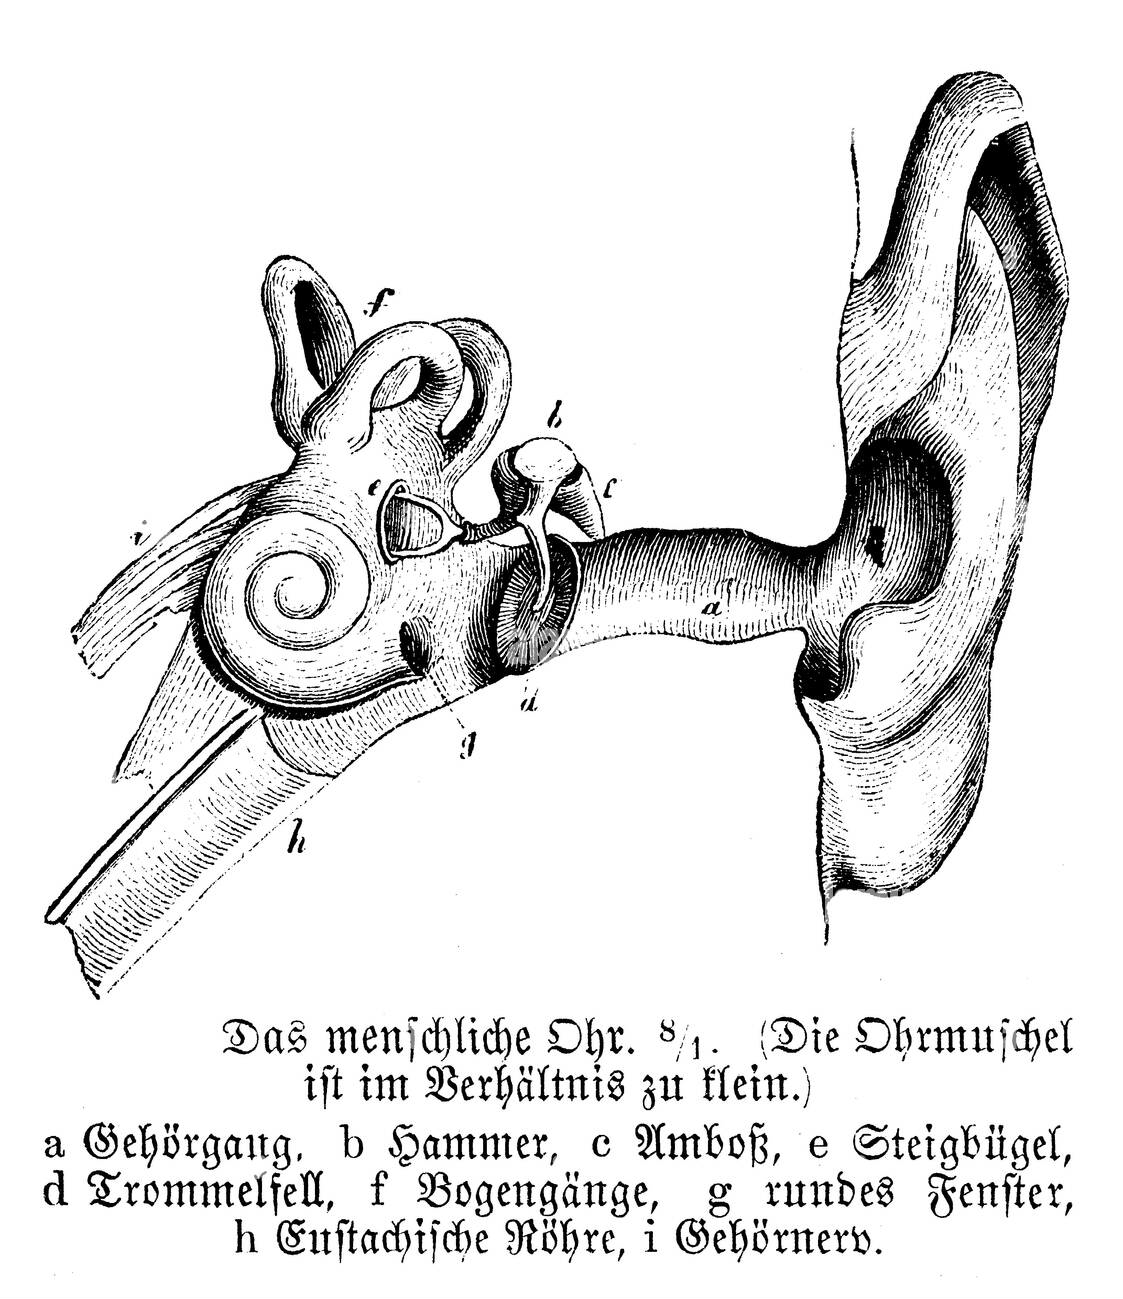 f
b
e
c
i
a
d
g
h
Das menschliche Ohr. 8/1. (Die Ohrmuschel
ist im Verhältnis zu klein.)
a Gehörgang, b Hammer, c Amboß, e Steigbügel,
d Trommelfell, f Bogengänge, g rundes Fenster,
h Eustachische Röhre, i Gehörnerv.